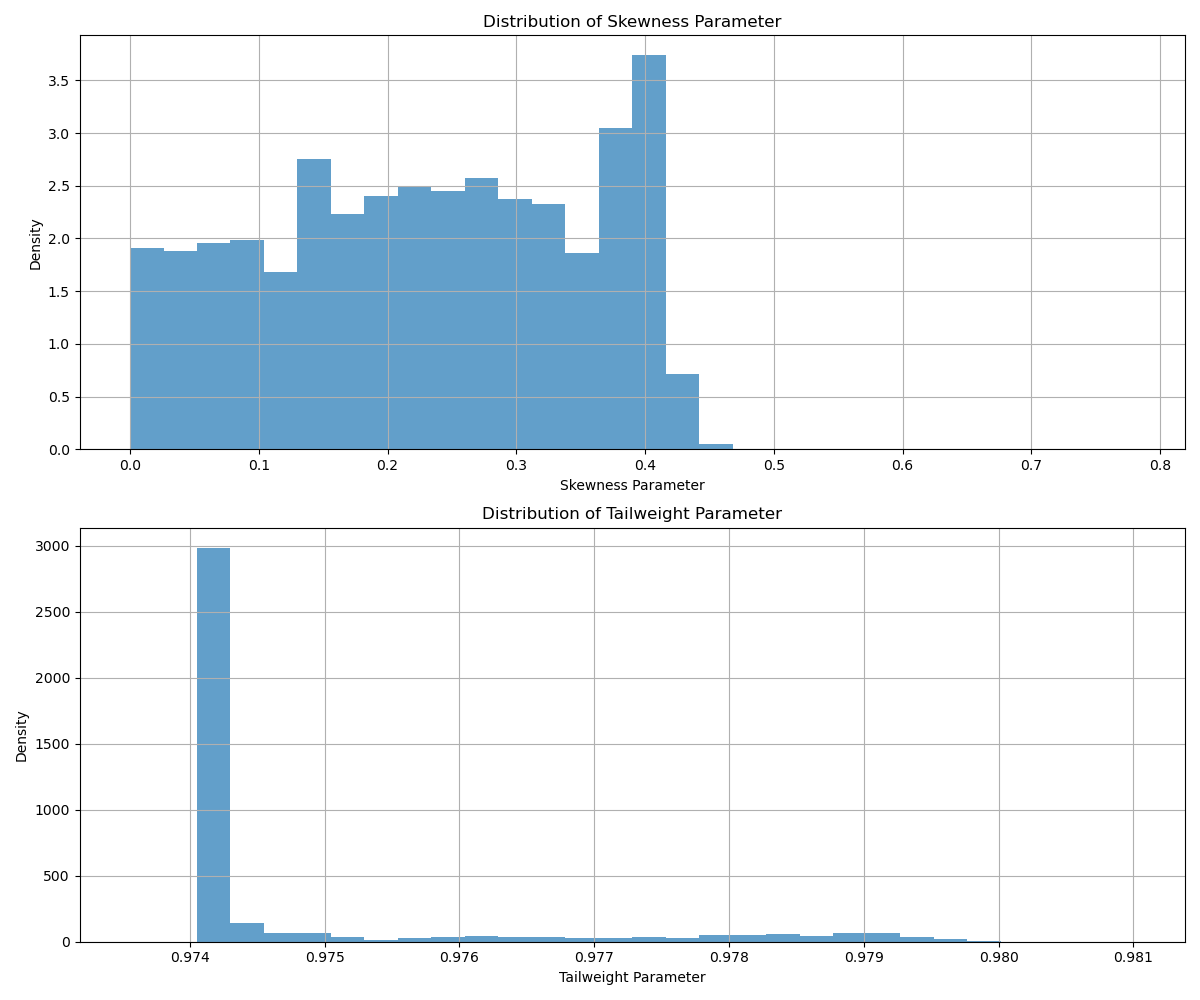 Distribution of Skewness Parameter
Density
3.5
3.0
2.5
2.0
1.5
1.0
0.5
0.0
0.0 0.1 0.2 0.3 0.4 0.5 0.6 0.7 0.8
Skewness Parameter
Distribution of Tailweight Parameter
Density
3000
2500
2000
1500
1000
500
0
0.974 0.975 0.976 0.977 0.978 0.979 0.980 0.981
Tailweight Parameter